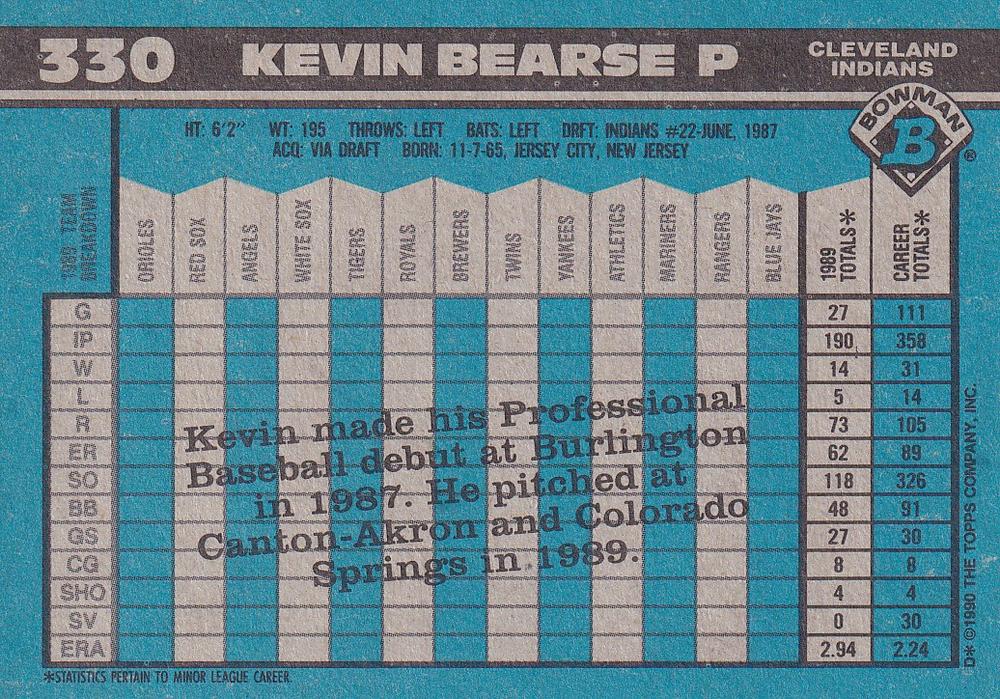 330 KEVIN BEARSE P CLEVELAND INDIANS
BOWMAN
B
®
HT: 6'2" WT: 195 THROWS: LEFT BATS: LEFT DRFT: INDIANS #22-JUNE, 1987
ACQ: VIA DRAFT BORN: 11-7-65, JERSEY CITY, NEW JERSEY
1989 TEAM BREAKDOWN ORIOLES RED SOX ANGELS WHITE SOX TIGERS ROYALS BREWERS TWINS YANKEES ATHLETICS MARINERS RANGERS BLUE JAYS 1989 TOTALS* CAREER TOTALS*
G 27 111
IP 190 358
W 14 31
L 5 14
R 73 105
ER 62 89
SO 118 326
BB 48 91
GS 27 30
CG 8 8
SHO 4 4
SV 0 30
ERA 2.94 2.24
Kevin made his Professional
Baseball debut at Burlington
in 1987. He pitched at
Canton-Akron and Colorado
Springs in 1989.
*STATISTICS PERTAIN TO MINOR LEAGUE CAREER.
D* ©1990 THE TOPPS COMPANY, INC.